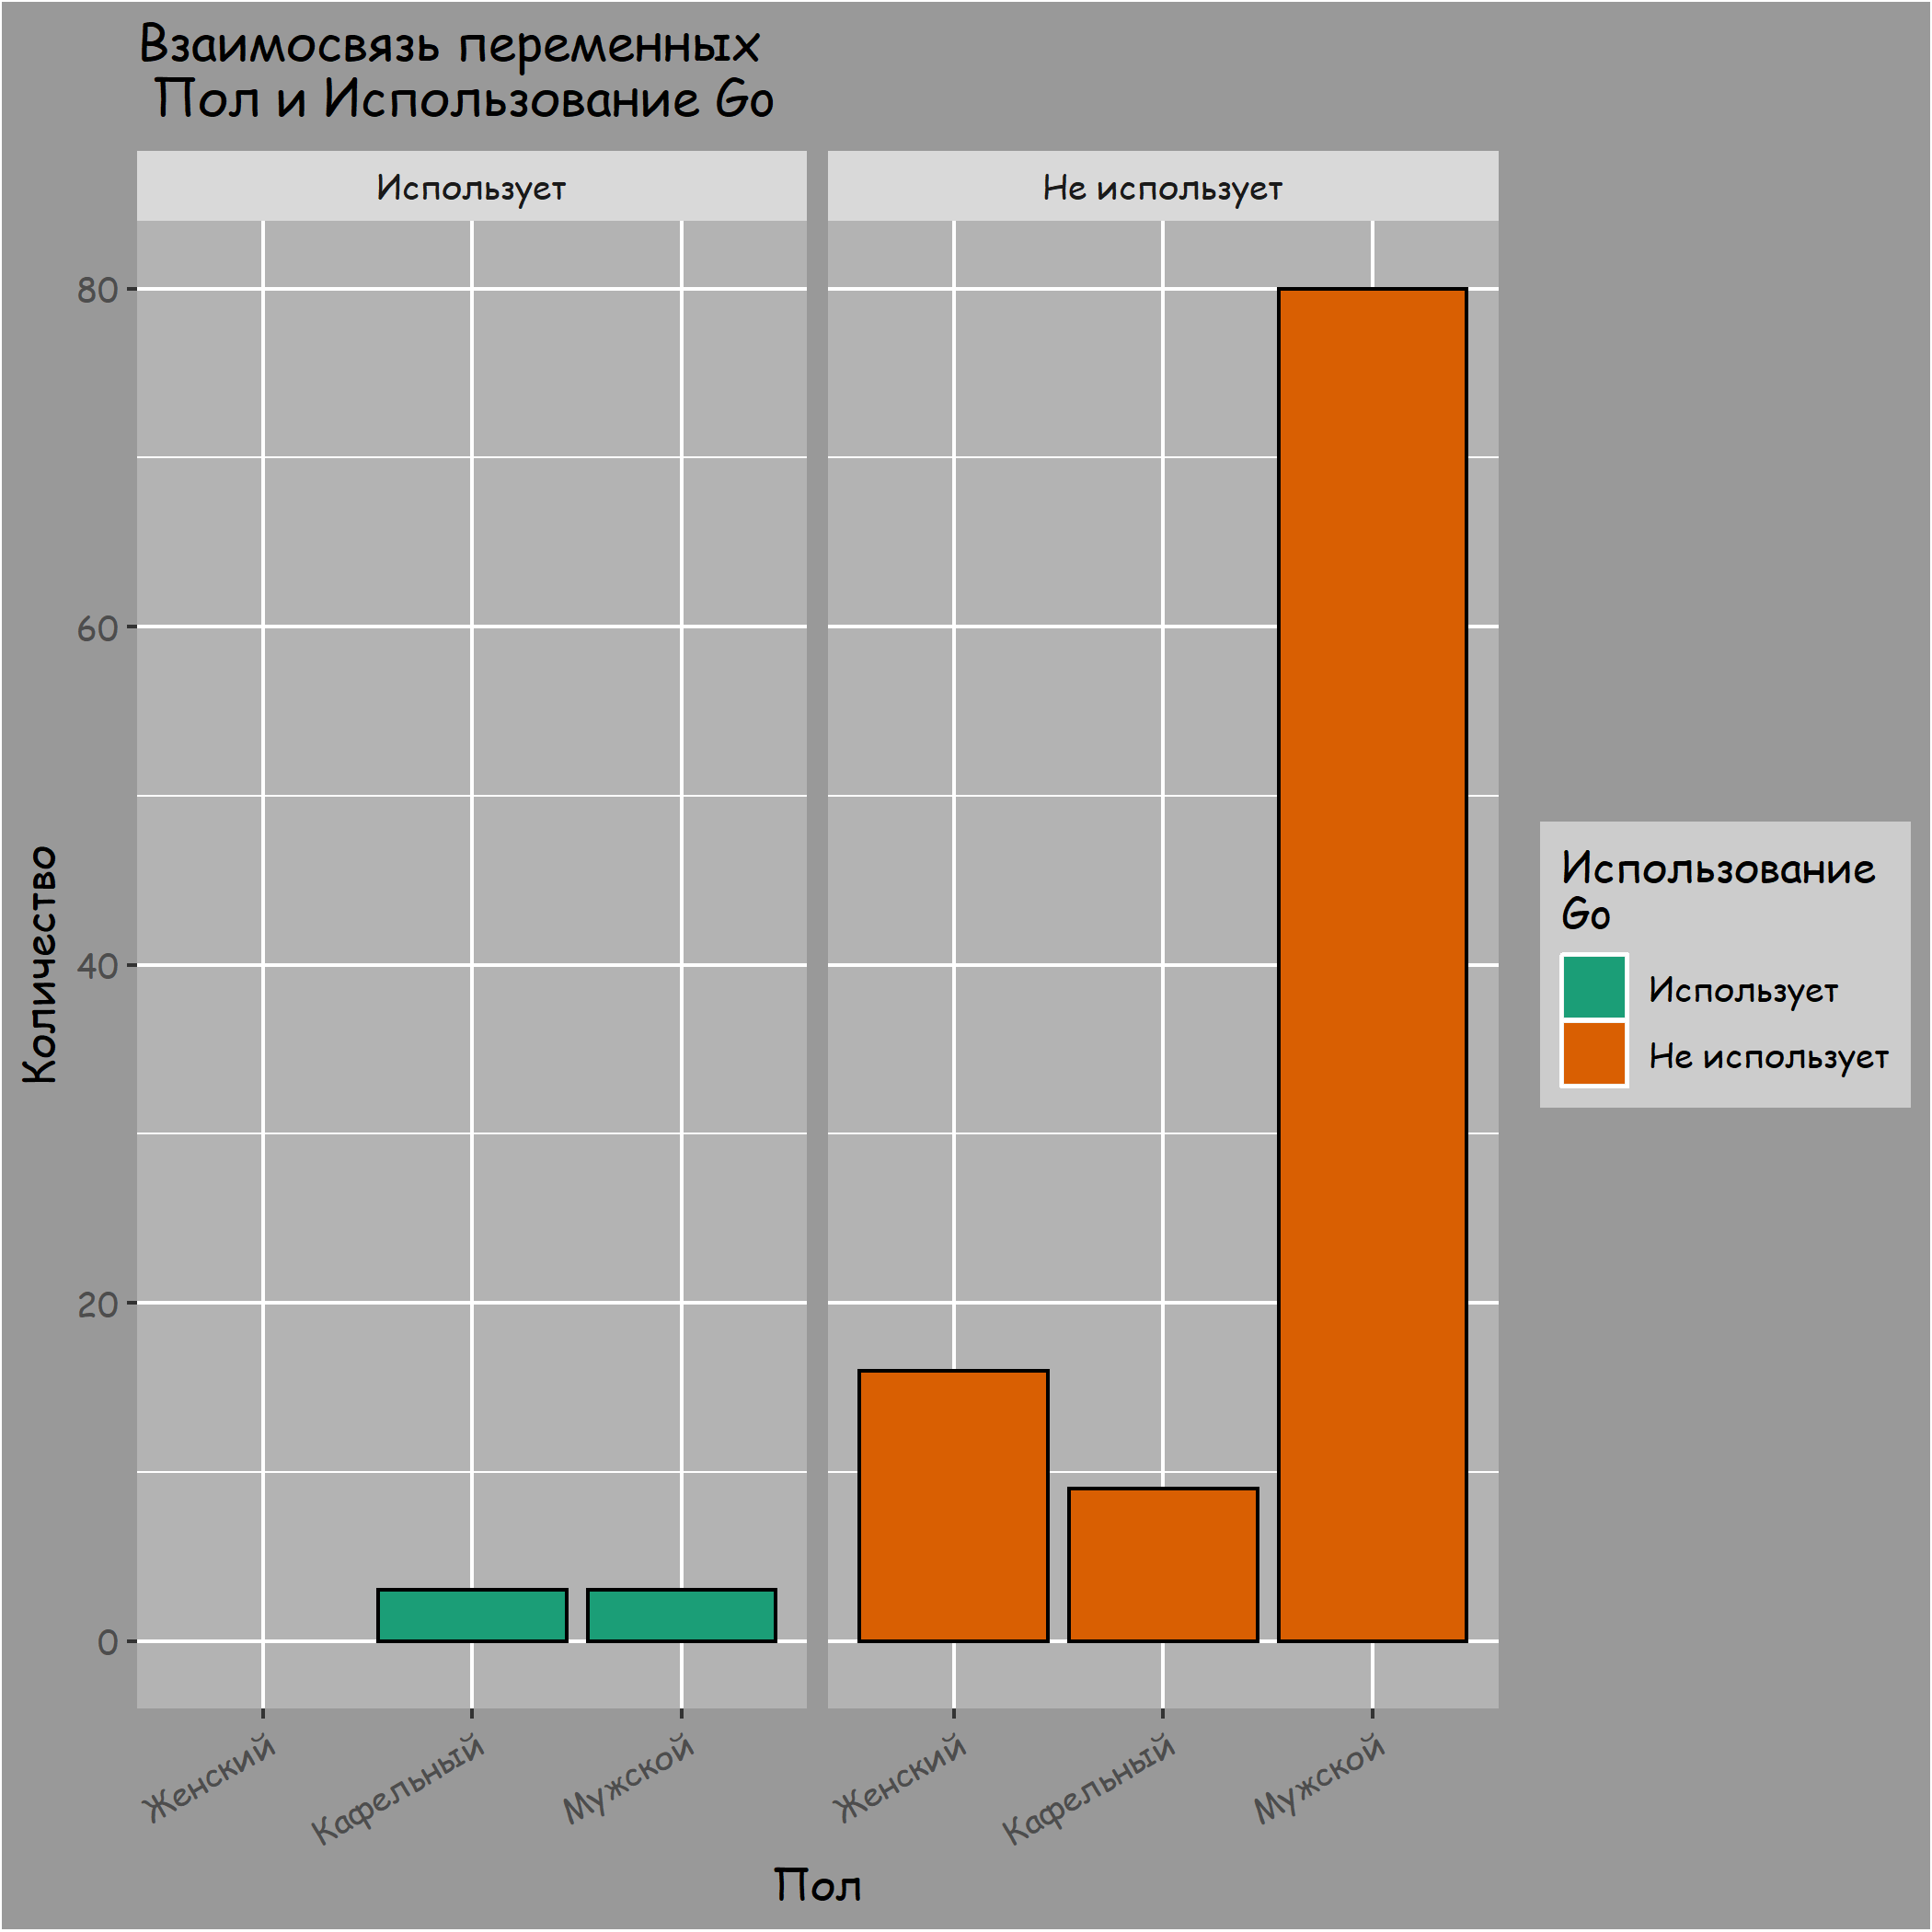 Взаимосвязь переменных
Пол и Использование Go
Использует
Не использует
80
60
40
20
0
Количество
Женский
Кафельный
Мужской
Женский
Кафельный
Мужской
Пол
Использование
Go
Использует
Не использует